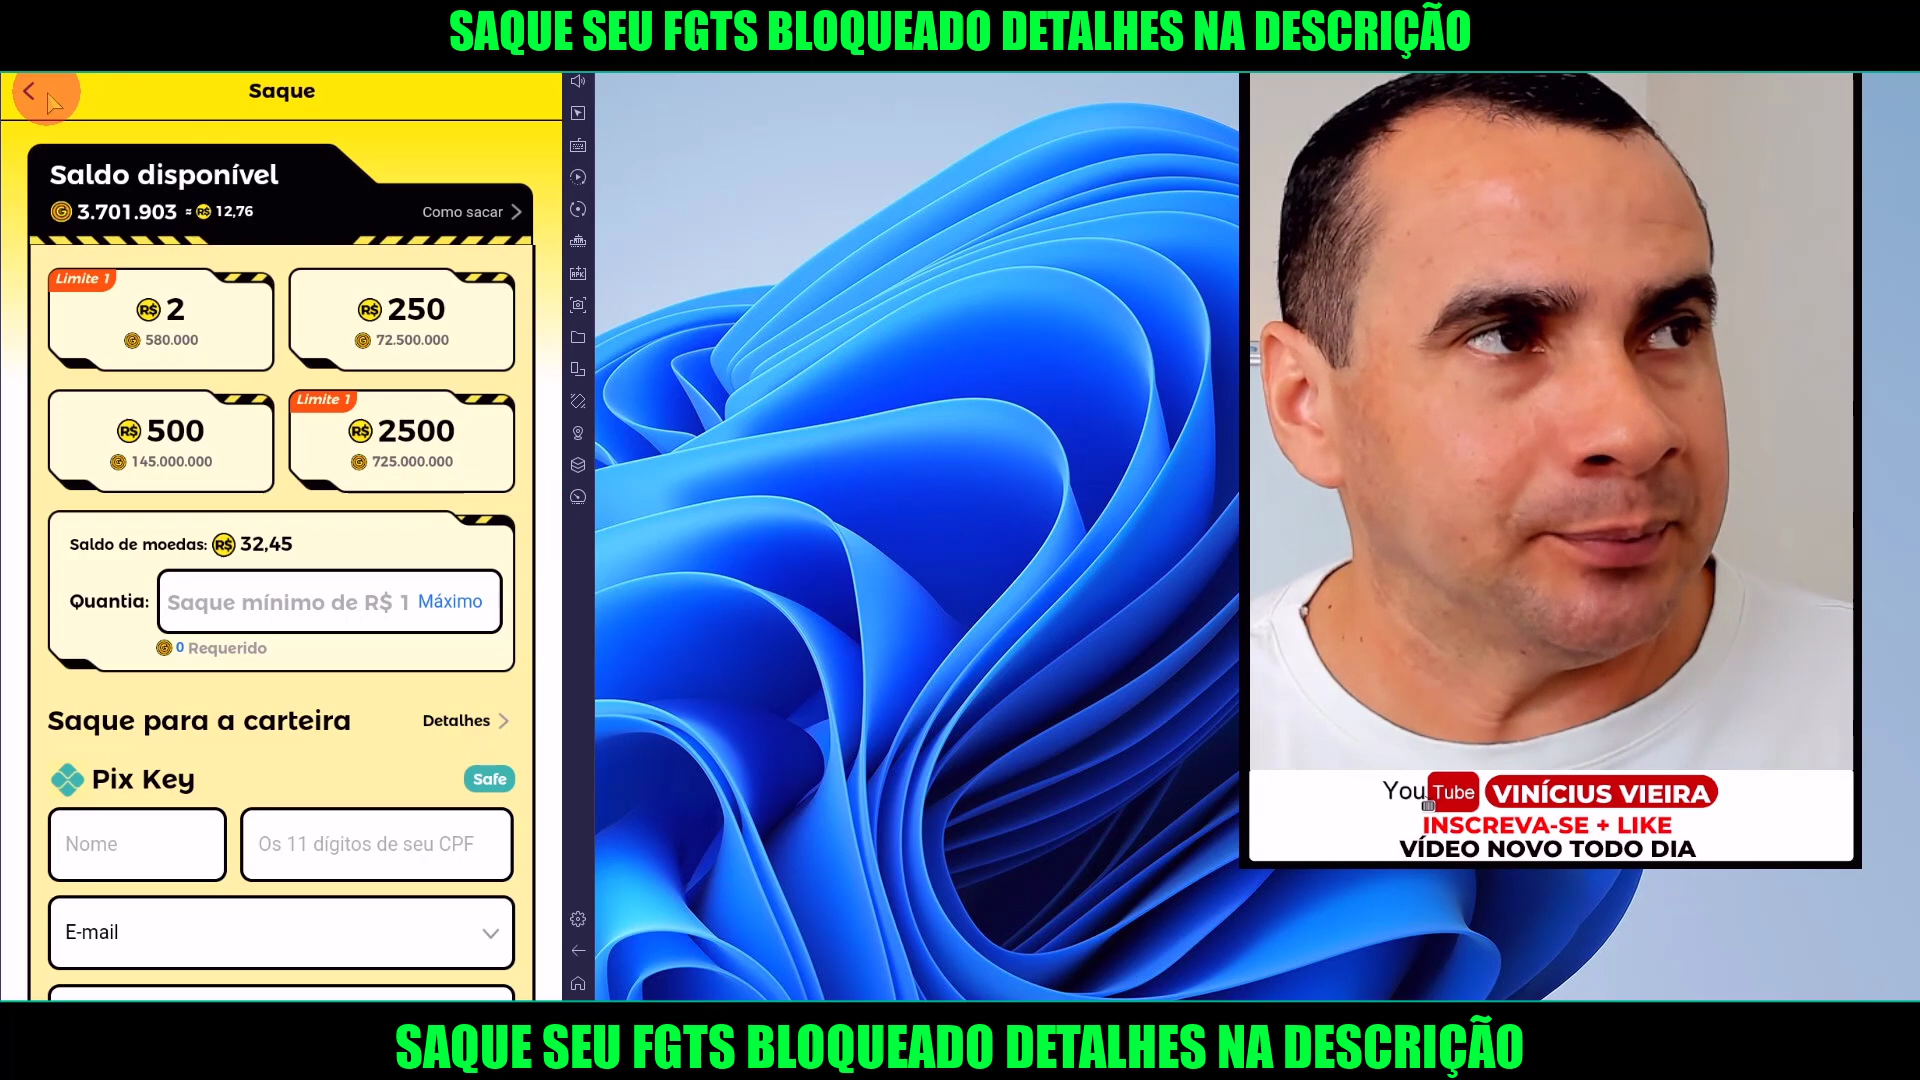 SAQUE SEU FGTS BLOQUEADO DETALHES NA DESCRIÇÃO
Saque
Saldo disponível
3.701.903 ≈ R$ 12,76
Como sacar
Limite 1
R$ 2
580.000
R$ 250
72.500.000
R$ 500
145.000.000
Limite 1
R$ 2500
725.000.000
Saldo de moedas: R$ 32,45
Quantia: Saque mínimo de R$ 1 Máximo
0 Requerido
Saque para a carteira
Detalhes
Pix Key
Safe
Nome
Os 11 dígitos de seu CPF
E-mail
YouTube VINÍCIUS VIEIRA
INSCREVA-SE + LIKE
VÍDEO NOVO TODO DIA
SAQUE SEU FGTS BLOQUEADO DETALHES NA DESCRIÇÃO